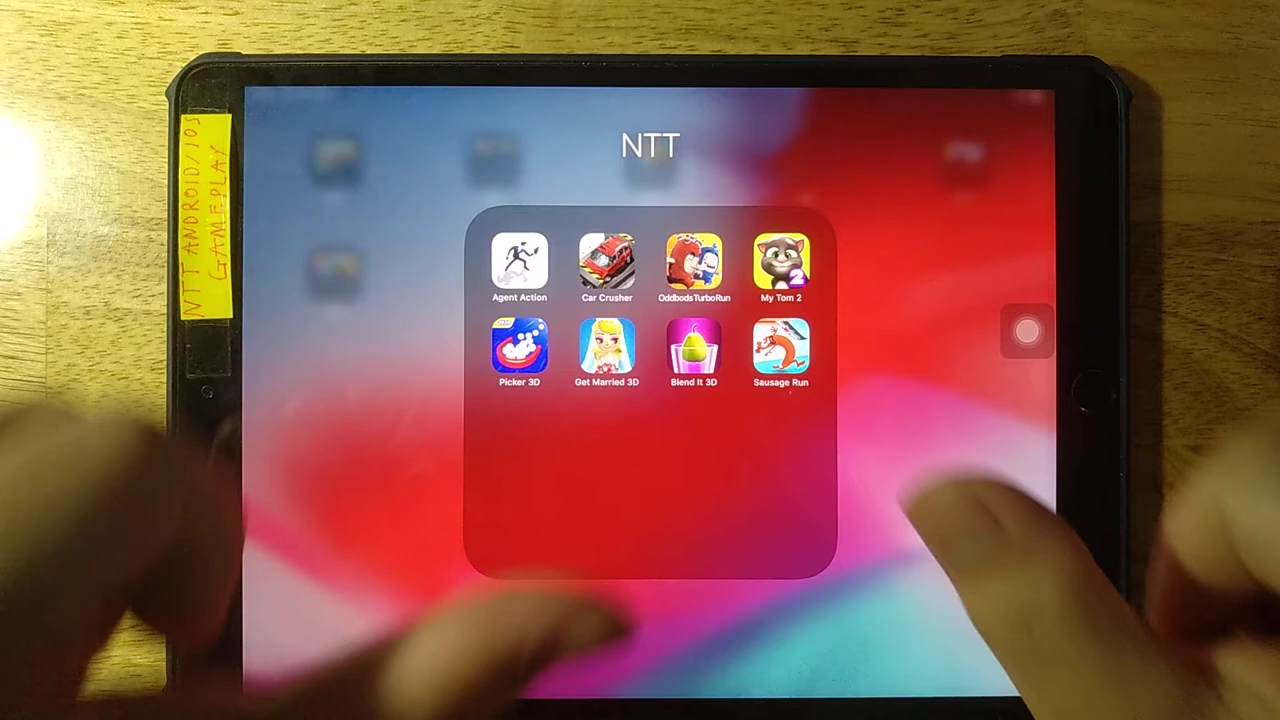 NTT ANDROID/IOS
GAMEPLAY
NTT
Agent Action
Car Crusher
OddbodsTurboRun
My Tom 2
2
Picker 3D
Get Married 3D
Blend It 3D
Sausage Run